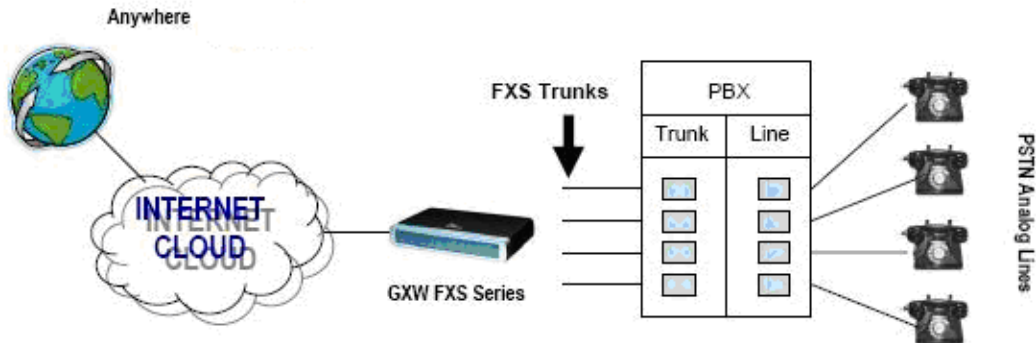 Anywhere
FXS Trunks
PBX
Trunk
Line
INTERNET
CLOUD
GXW FXS Series
PSTN Analog Lines